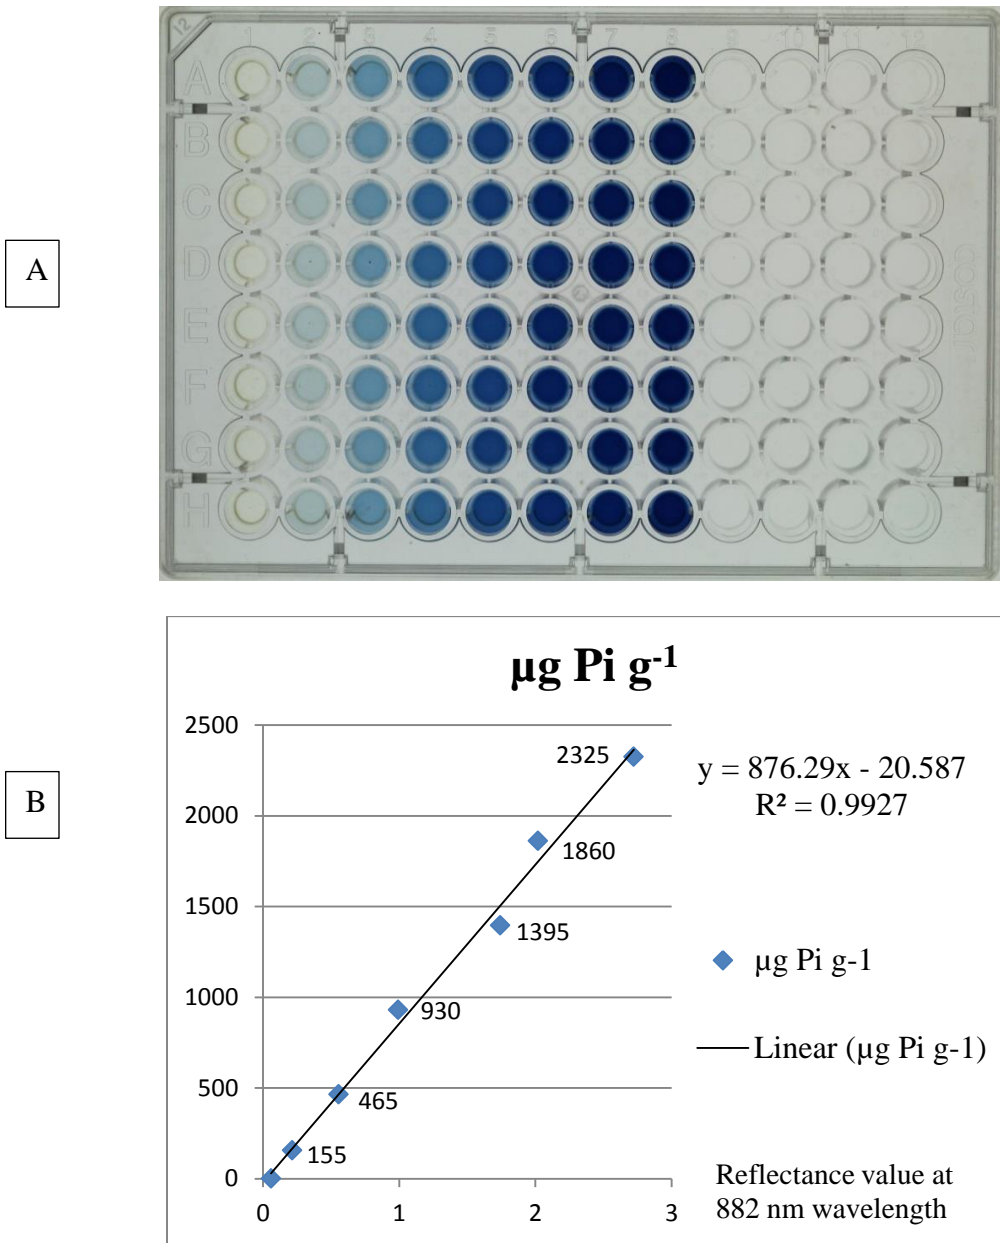 12
1 2 3 4 5 6 7 8 9 10 11 12
A
B
C
D
E
F
G
H
A
µg Pi g-1
2500
2000
1500
1000
500
0
0 1 2 3
2325
1860
1395
930
465
155
y = 876.29x - 20.587
R² = 0.9927
µg Pi g-1
Linear (µg Pi g-1)
Reflectance value at
882 nm wavelength
B